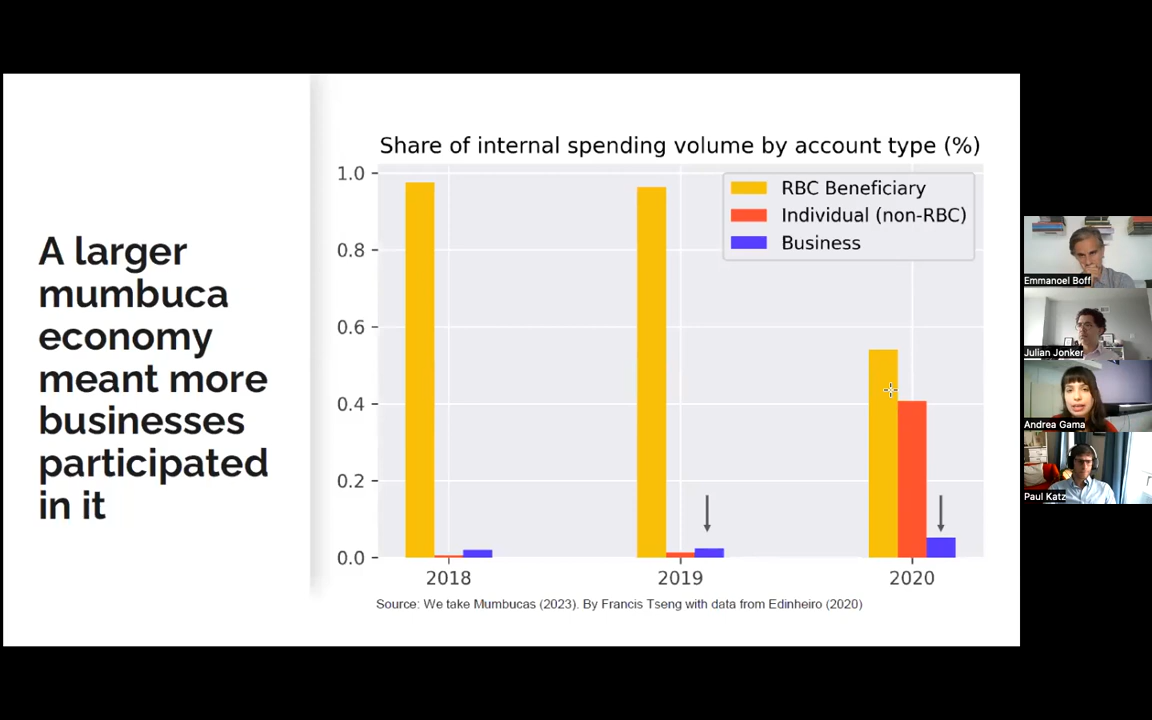 A larger
mumbuca
economy
meant more
businesses
participated
in it
Share of internal spending volume by account type (%)
RBC Beneficiary
Individual (non-RBC)
Business
1.0
0.8
0.6
0.4
0.2
0.0
2018
2019
2020
Source: We take Mumbucas (2023). By Francis Tseng with data from Edinheiro (2020)
Emmanoel Boff
Julian Jonker
Andrea Gama
Paul Katz